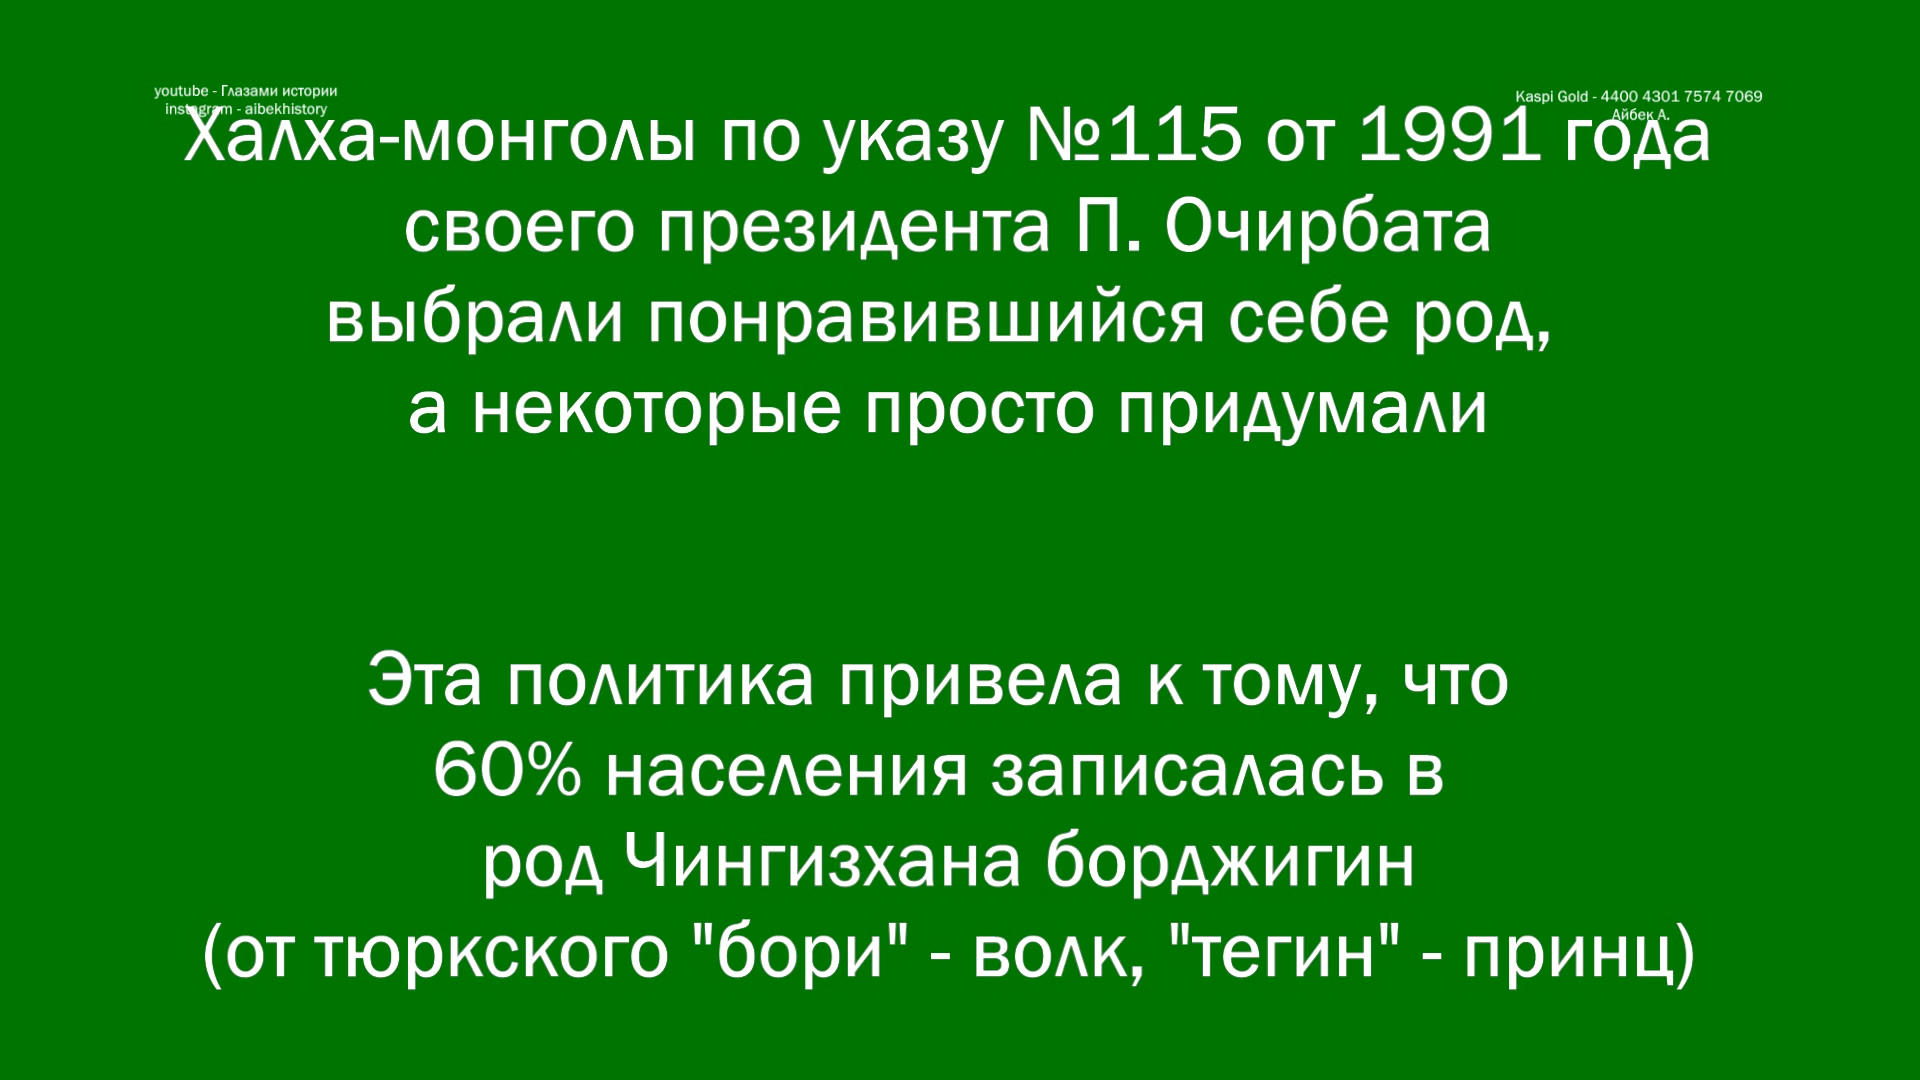 youtube - Глазами истории
instagram - aibekhistory
Kaspi Gold - 4400 4301 7574 7069
Айбек А.
Халха-монголы по указу №115 от 1991 года
своего президента П. Очирбата
выбрали понравившийся себе род,
а некоторые просто придумали
Эта политика привела к тому, что
60% населения записалась в
род Чингизхана борджигин
(от тюркского "бори" - волк, "тегин" - принц)